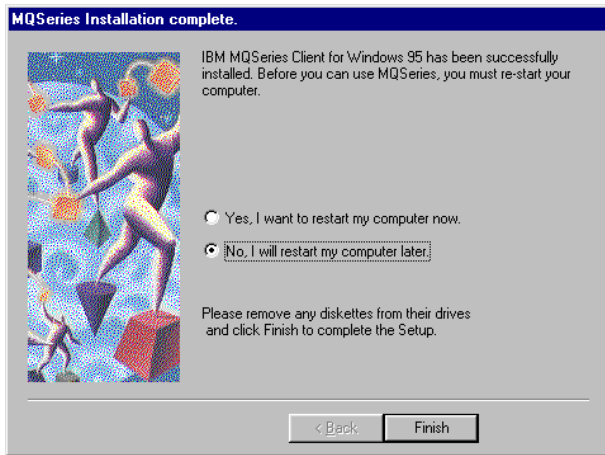 MQSeries Installation complete.
IBM MQSeries Client for Windows 95 has been successfully
installed. Before you can use MQSeries, you must re-start your
computer.
Yes, I want to restart my computer now.
No, I will restart my computer later.
Please remove any diskettes from their drives
and click Finish to complete the Setup.
< Back
Finish